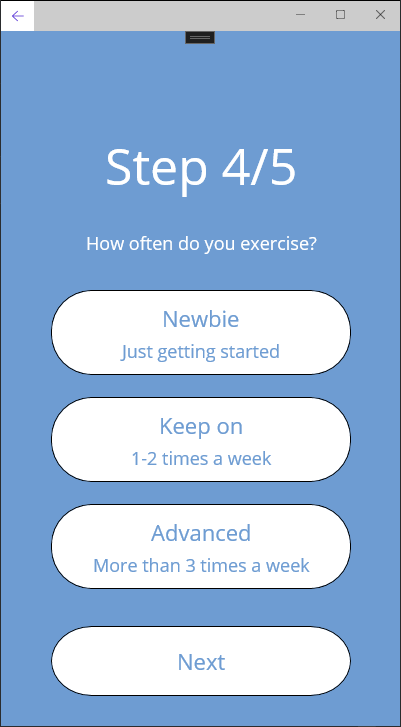 Step 4/5
How often do you exercise?
Newbie
Just getting started
Keep on
1-2 times a week
Advanced
More than 3 times a week
Next